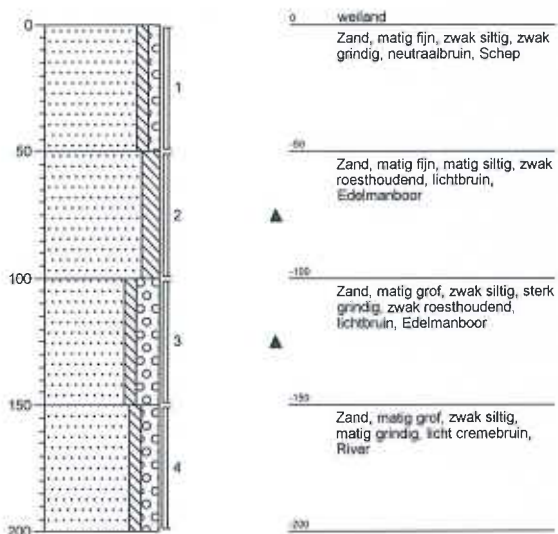 0
50
100
150
200
1
2
3
4
0 weiland
Zand, matig fijn, zwak siltig, zwak
grindig, neutraalbruin, Schep
-50
Zand, matig fijn, matig siltig, zwak
roesthoudend, lichtbruin,
Edelmanboor
-100
Zand, matig grof, zwak siltig, sterk
grindig, zwak roesthoudend,
lichtbruin, Edelmanboor
-150
Zand, matig grof, zwak siltig,
matig grindig, licht cremebruin,
River
-200